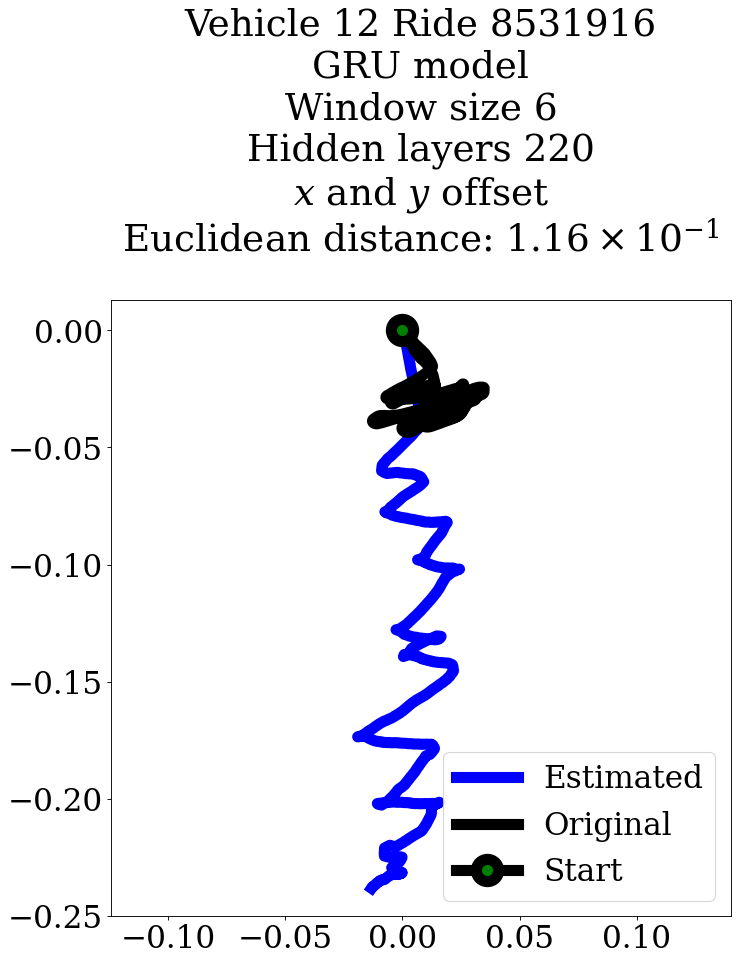 Vehicle 12 Ride 8531916
GRU model
Window size 6
Hidden layers 220
x and y offset
Euclidean distance: 1.16 × 10⁻¹
0.00
−0.05
−0.10
−0.15
−0.20
−0.25
Estimated
Original
Start
−0.10 −0.05 0.00 0.05 0.10